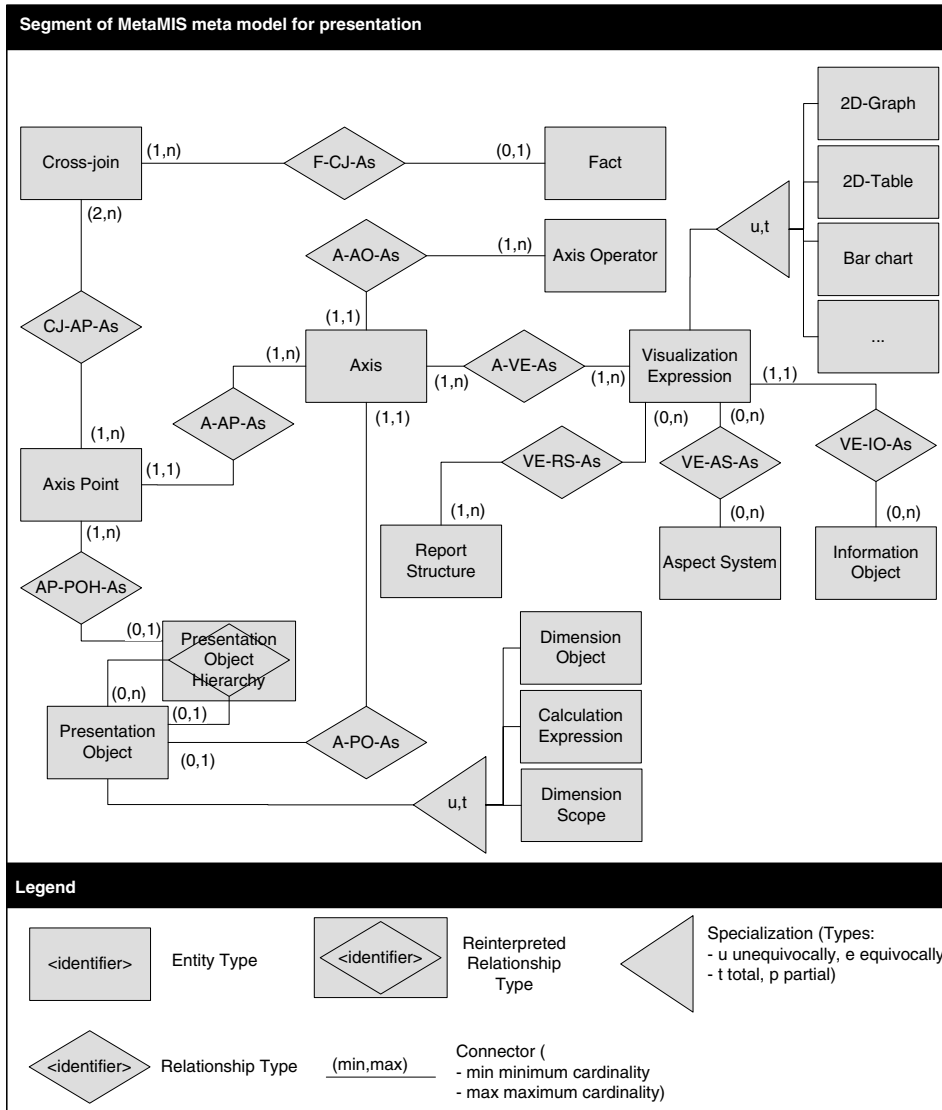 Segment of MetaMIS meta model for presentation
2D-Graph
Cross-join
(1,n)
F-CJ-As
(0,1)
Fact
2D-Table
(2,n)
u,t
A-AO-As
(1,n)
Axis Operator
Bar chart
CJ-AP-As
(1,1)
...
(1,n)
Axis
(1,n)
A-VE-As
(1,n)
Visualization
Expression
(1,1)
A-AP-As
(1,1)
(0,n)
(0,n)
(1,n)
VE-RS-As
VE-AS-As
VE-IO-As
Axis Point
(1,1)
(1,n)
(1,n)
(0,n)
(0,n)
Report
Structure
Aspect System
Information
Object
AP-POH-As
(0,1)
Presentation
Object
Hierarchy
Dimension
Object
(0,n)
(0,1)
Presentation
Object
(0,1)
A-PO-As
Calculation
Expression
u,t
Dimension
Scope
Legend
<identifier>
Entity Type
<identifier>
Reinterpreted
Relationship
Type
Specialization (Types:
- u unequivocally, e equivocally
- t total, p partial)
<identifier>
Relationship Type
(min,max)
Connector (
- min minimum cardinality
- max maximum cardinality)